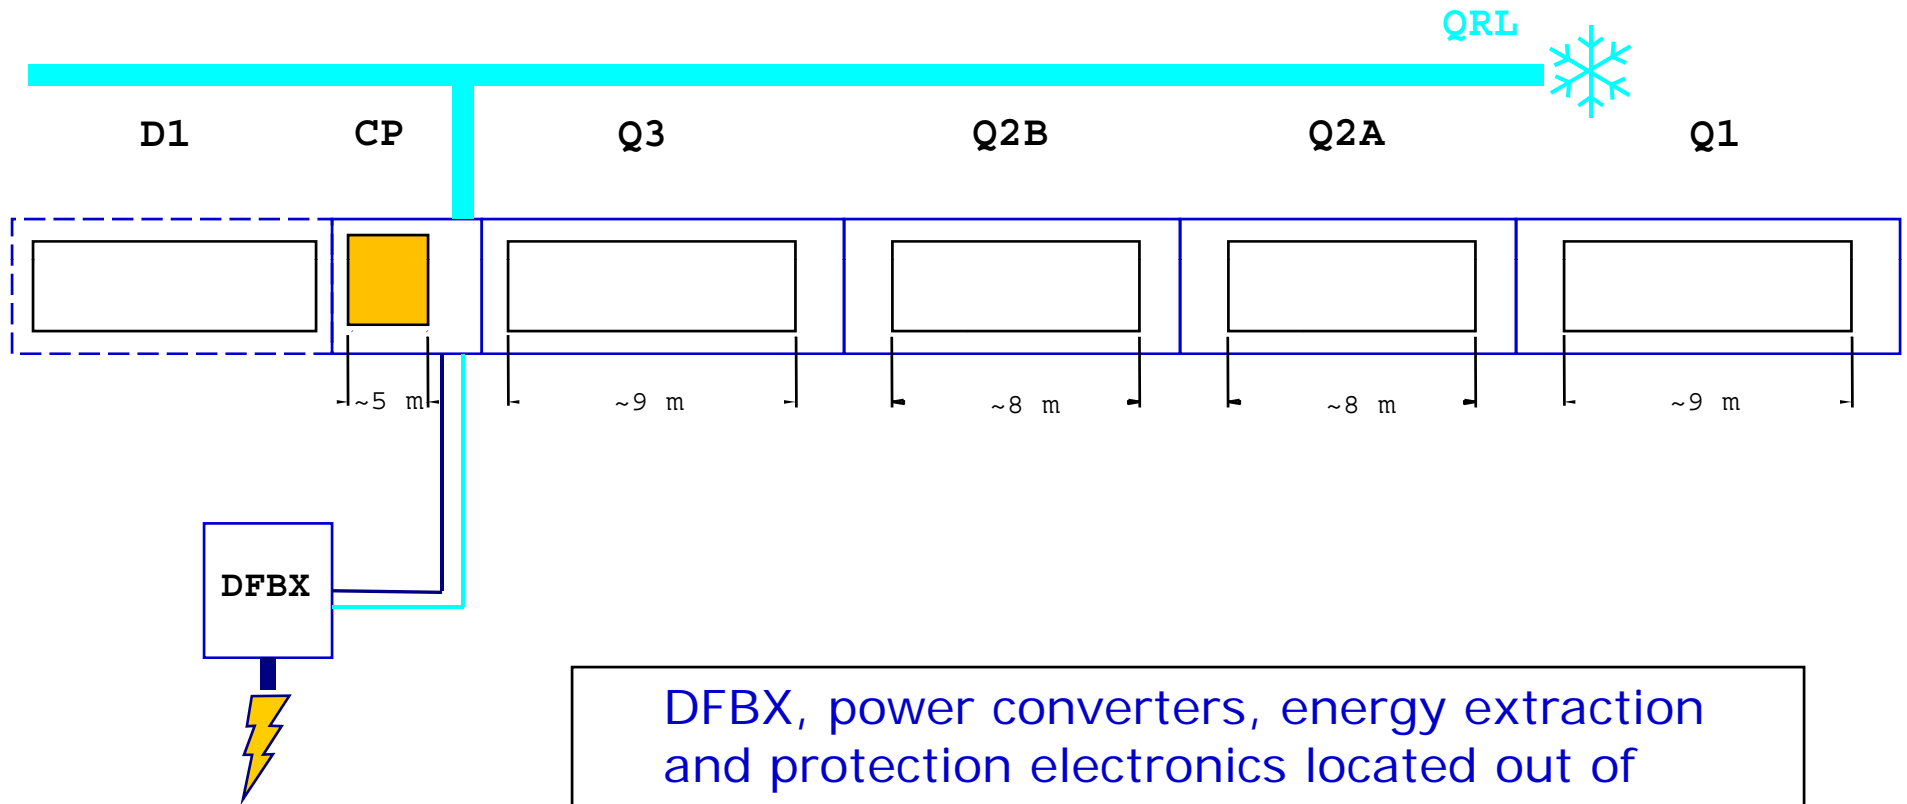 QRL
D1 CP Q3 Q2B Q2A Q1
~5 m ~9 m ~8 m ~8 m ~9 m
DFBX
DFBX, power converters, energy extraction
and protection electronics located out of